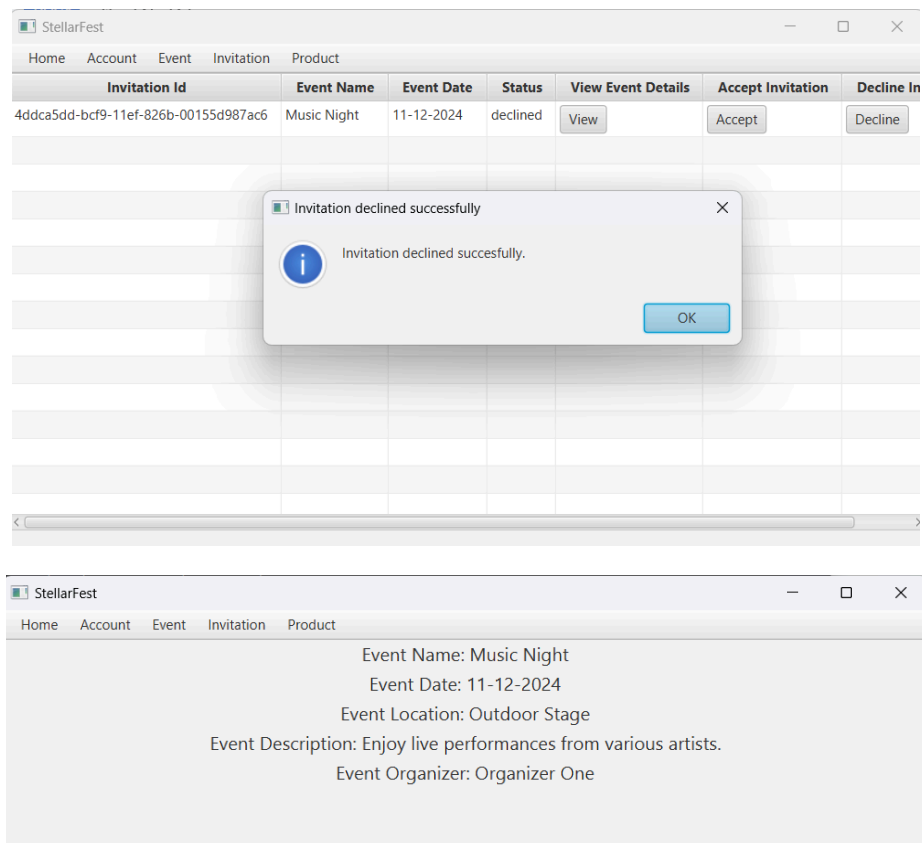 StellarFest
Home Account Event Invitation Product
Invitation Id Event Name Event Date Status View Event Details Accept Invitation Decline In
4ddca5dd-bcf9-11ef-826b-00155d987ac6 Music Night 11-12-2024 declined View Accept Decline
Invitation declined successfully
Invitation declined succesfully.
OK
StellarFest
Home Account Event Invitation Product
Event Name: Music Night
Event Date: 11-12-2024
Event Location: Outdoor Stage
Event Description: Enjoy live performances from various artists.
Event Organizer: Organizer One